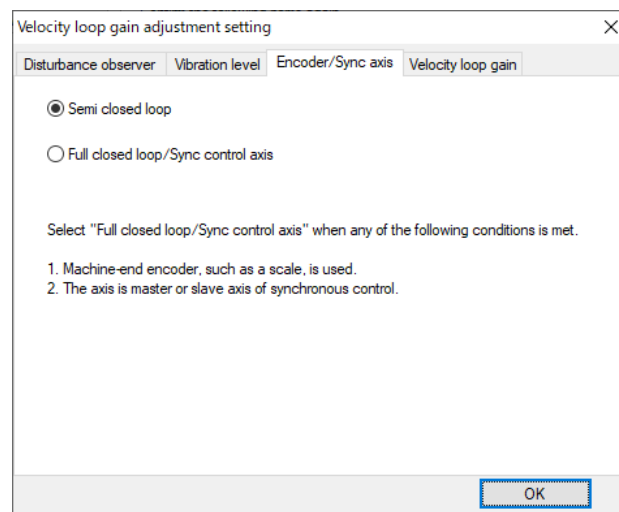 Velocity loop gain adjustment setting
Disturbance observer Vibration level Encoder/Sync axis Velocity loop gain
Semi closed loop
Full closed loop/Sync control axis
Select "Full closed loop/Sync control axis" when any of the following conditions is met.
1. Machine-end encoder, such as a scale, is used.
2. The axis is master or slave axis of synchronous control.
OK